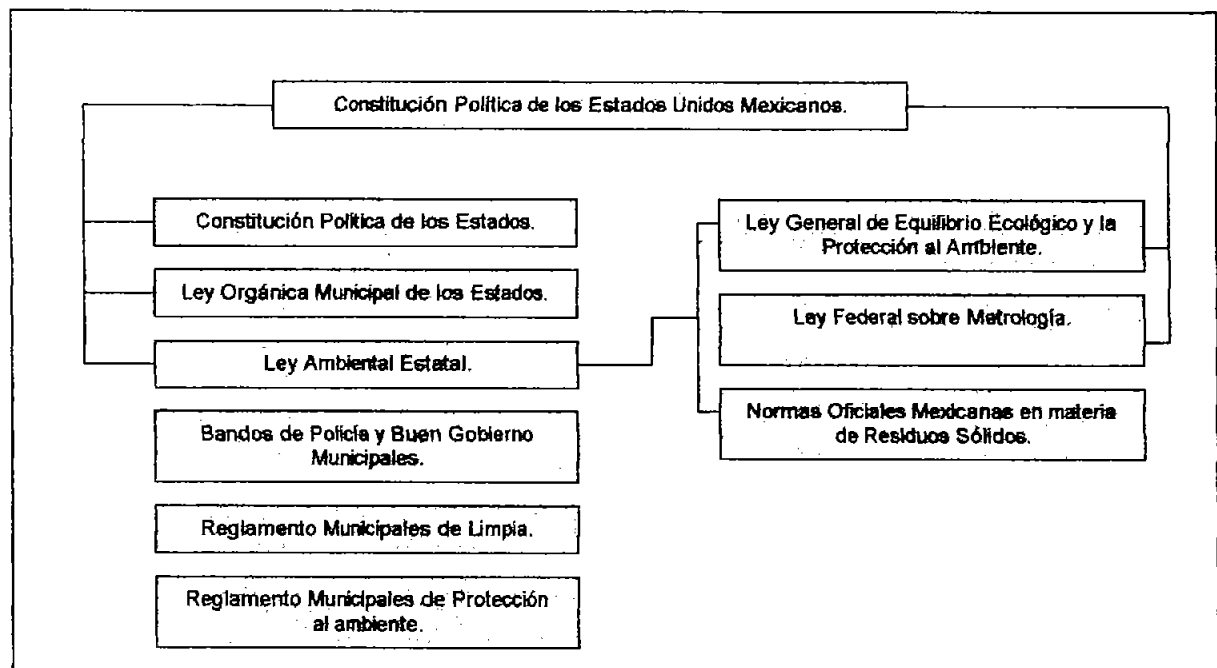 Constitución Política de los Estados Unidos Mexicanos.
Constitución Política de los Estados.
Ley Orgánica Municipal de los Estados.
Ley Ambiental Estatal.
Bandos de Policía y Buen Gobierno
Municipales.
Reglamento Municipales de Limpia.
Reglamento Municipales de Protección
al ambiente.
Ley General de Equilibrio Ecológico y la
Protección al Ambiente.
Ley Federal sobre Metrología.
Normas Oficiales Mexicanas en materia
de Residuos Sólidos.